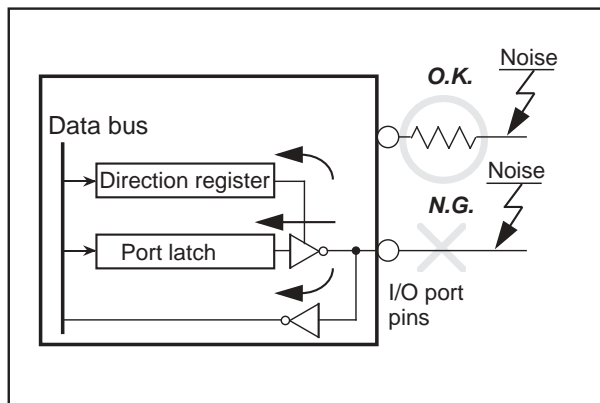 Noise
O.K.
Data bus
Direction register
Noise
N.G.
Port latch
I/O port
pins